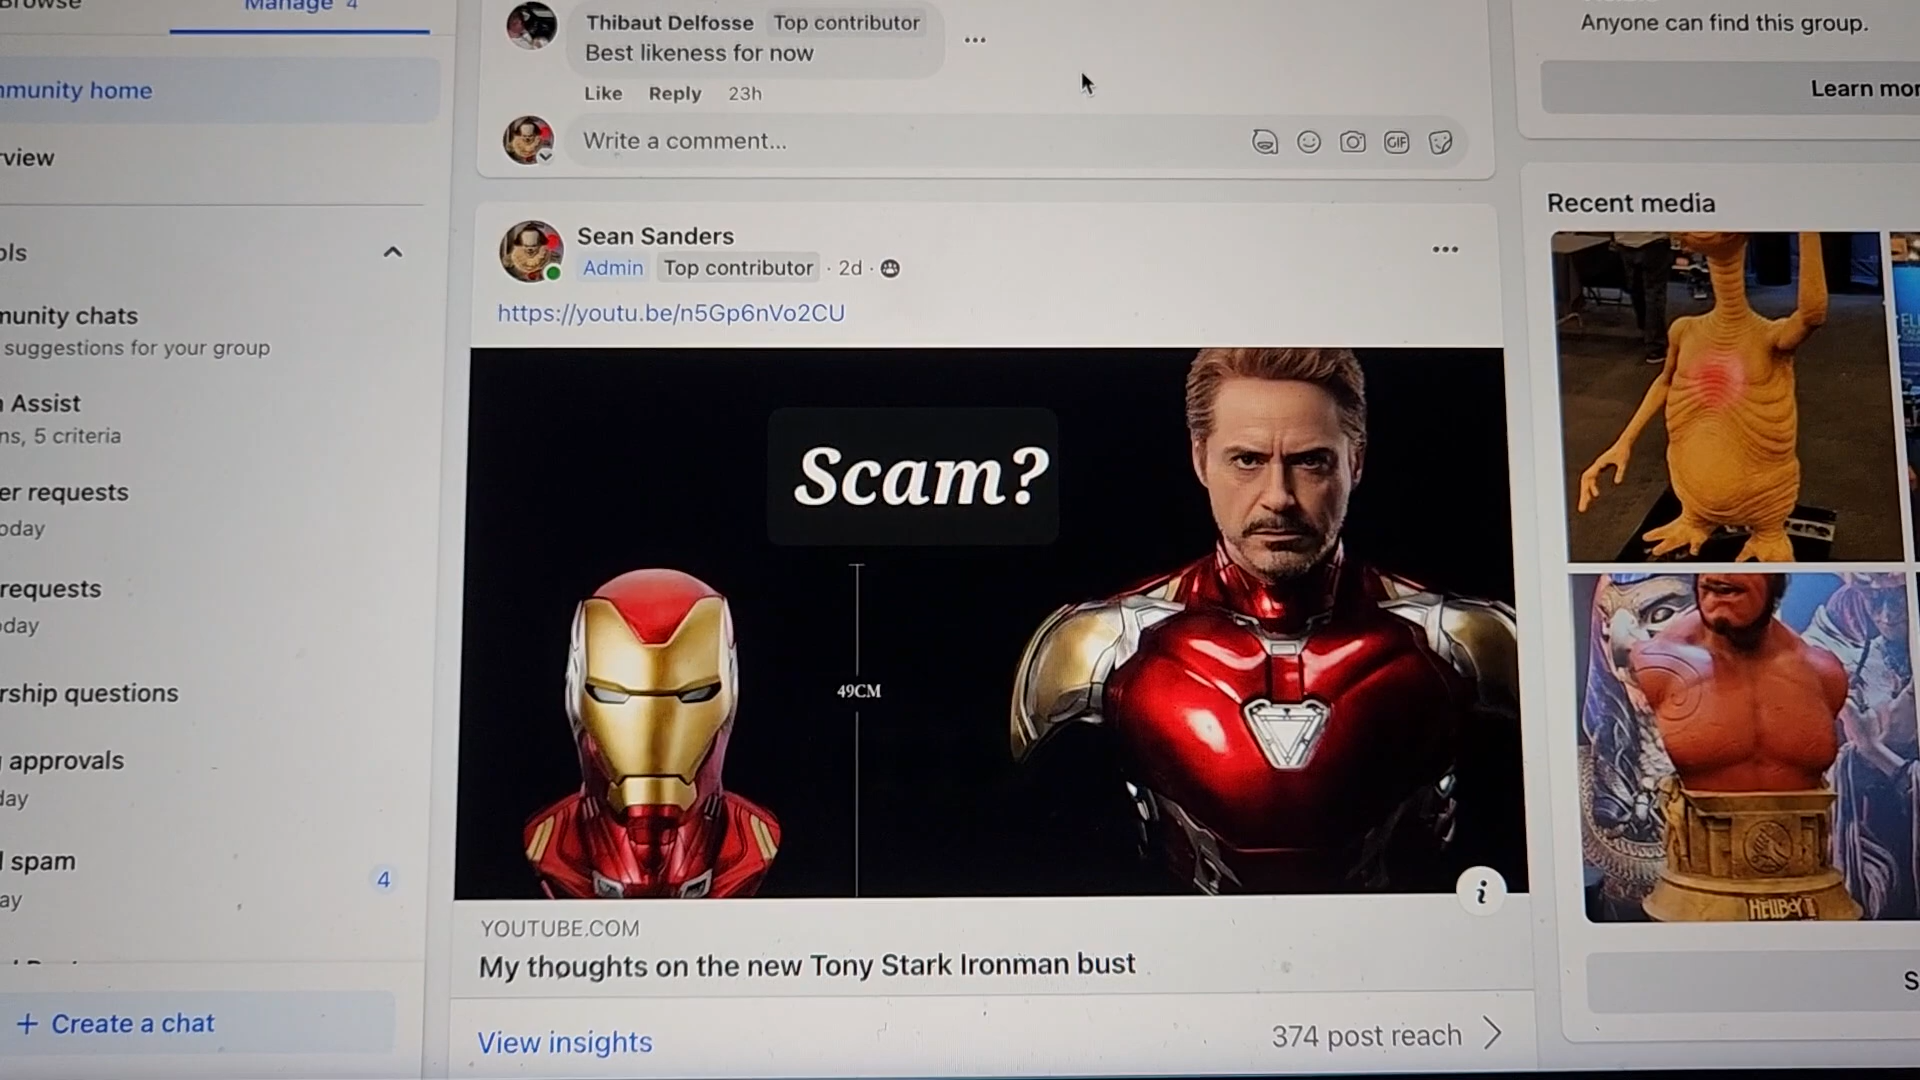 Manage 4
mmunity home
rview
ols
munity chats
suggestions for your group
Assist
ns, 5 criteria
er requests
oday
requests
oday
rship questions
approvals
day
spam
ay
4
+ Create a chat
Thibaut Delfosse Top contributor
Best likeness for now
Like Reply 23h
Write a comment...
GIF
Sean Sanders
Admin Top contributor · 2d ·
https://youtu.be/n5Gp6nVo2CU
Scam?
49CM
i
YOUTUBE.COM
My thoughts on the new Tony Stark Ironman bust
View insights
374 post reach
Anyone can find this group.
Learn mor
Recent media
HELLBOY II
S